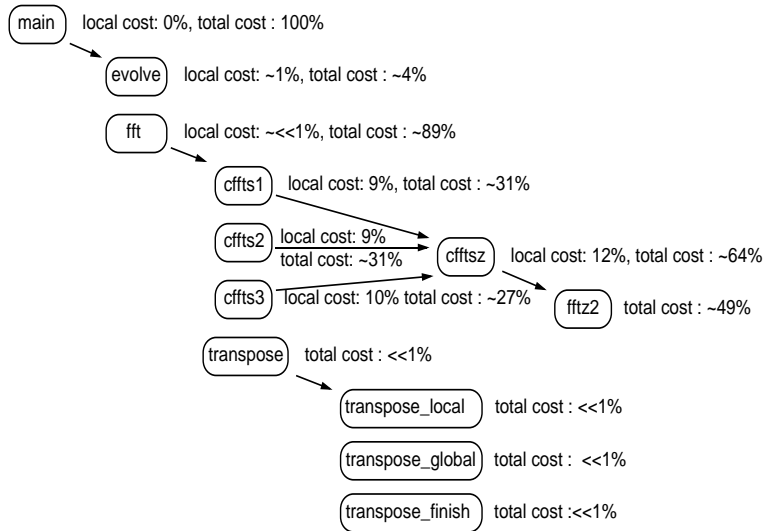 main local cost: 0%, total cost : 100%
evolve local cost: ~1%, total cost : ~4%
fft local cost: ~<<1%, total cost : ~89%
cffts1 local cost: 9%, total cost : ~31%
cffts2 local cost: 9%
total cost: ~31%
cfftsz local cost: 12%, total cost : ~64%
cffts3 local cost: 10% total cost : ~27%
fftz2 total cost : ~49%
transpose total cost : <<1%
transpose_local total cost : <<1%
transpose_global total cost : <<1%
transpose_finish total cost :<<1%